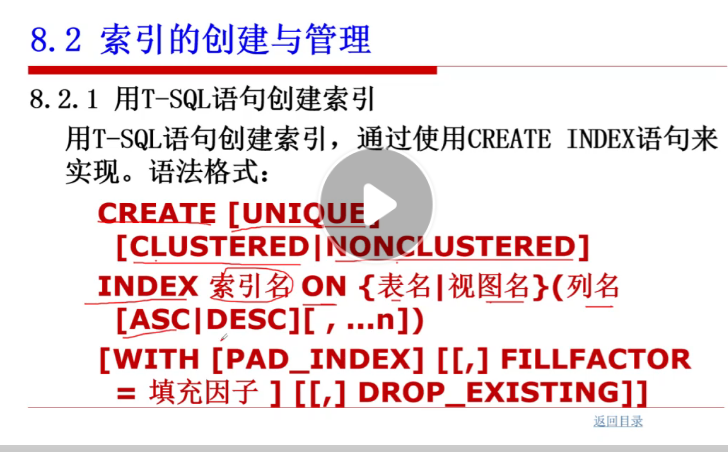 8.2 索引的创建与管理
8.2.1 用T-SQL语句创建索引
用T-SQL语句创建索引，通过使用CREATE INDEX语句来
实现。语法格式：
CREATE [UNIQUE]
[CLUSTERED|NONCLUSTERED]
INDEX 索引名 ON {表名|视图名}(列名
[ASC|DESC][ , …n])
[WITH [PAD_INDEX] [[,] FILLFACTOR
= 填充因子 ] [[,] DROP_EXISTING]]
返回目录